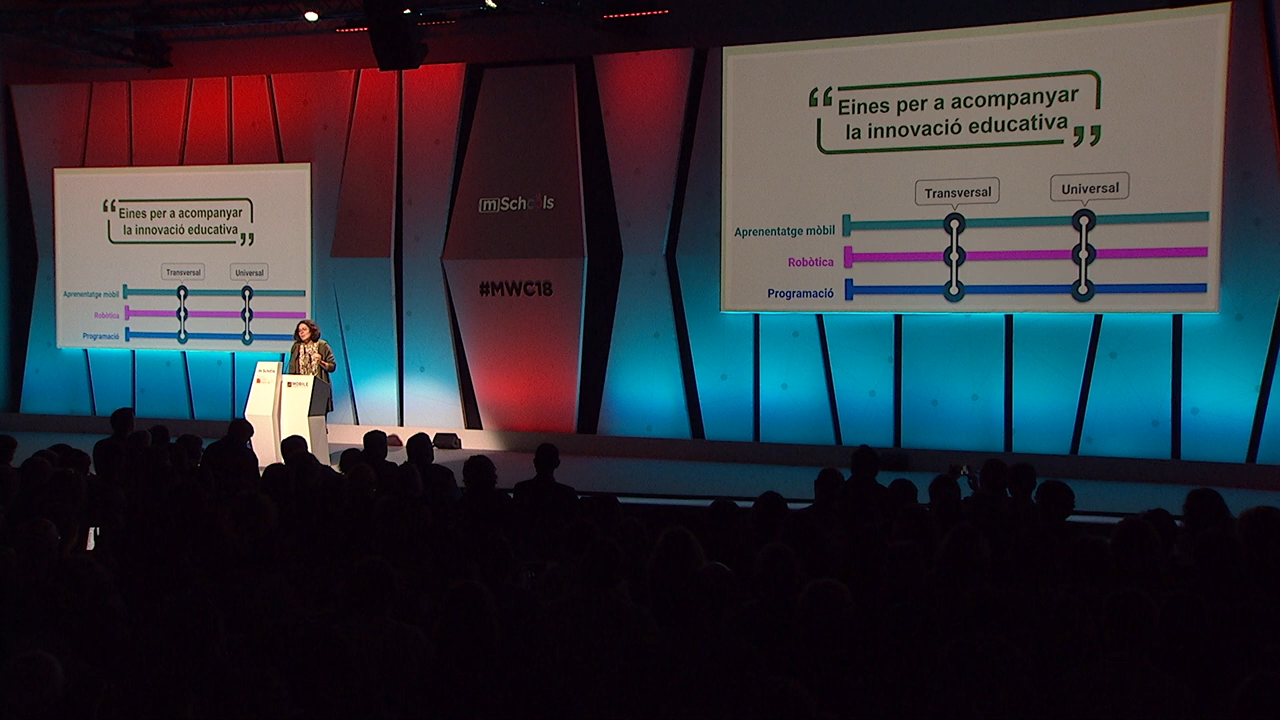 Eines per a acompanyar
la innovació educativa
Transversal
Universal
Aprenentatge mòbil
Robòtica
Programació
mSchools
#MWC18
Eines per a acompanyar
la innovació educativa
Transversal
Universal
Aprenentatge mòbil
Robòtica
Programació
MOBILE